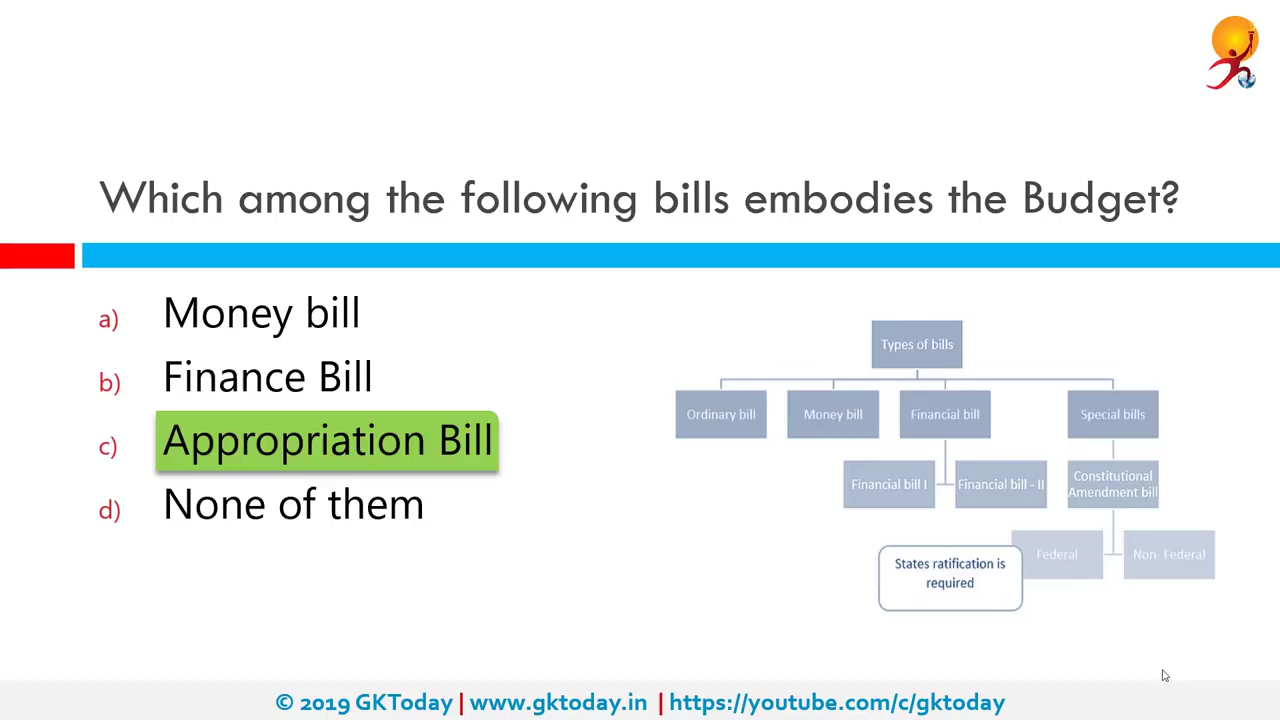 Which among the following bills embodies the Budget?
a) Money bill
b) Finance Bill
c) Appropriation Bill
d) None of them
Types of bills
Ordinary bill
Money bill
Financial bill
Special bills
Financial bill I
Financial bill - II
Constitutional
Amendment bill
Federal
Non- Federal
States ratification is
required
© 2019 GKToday | www.gktoday.in | https://youtube.com/c/gktoday